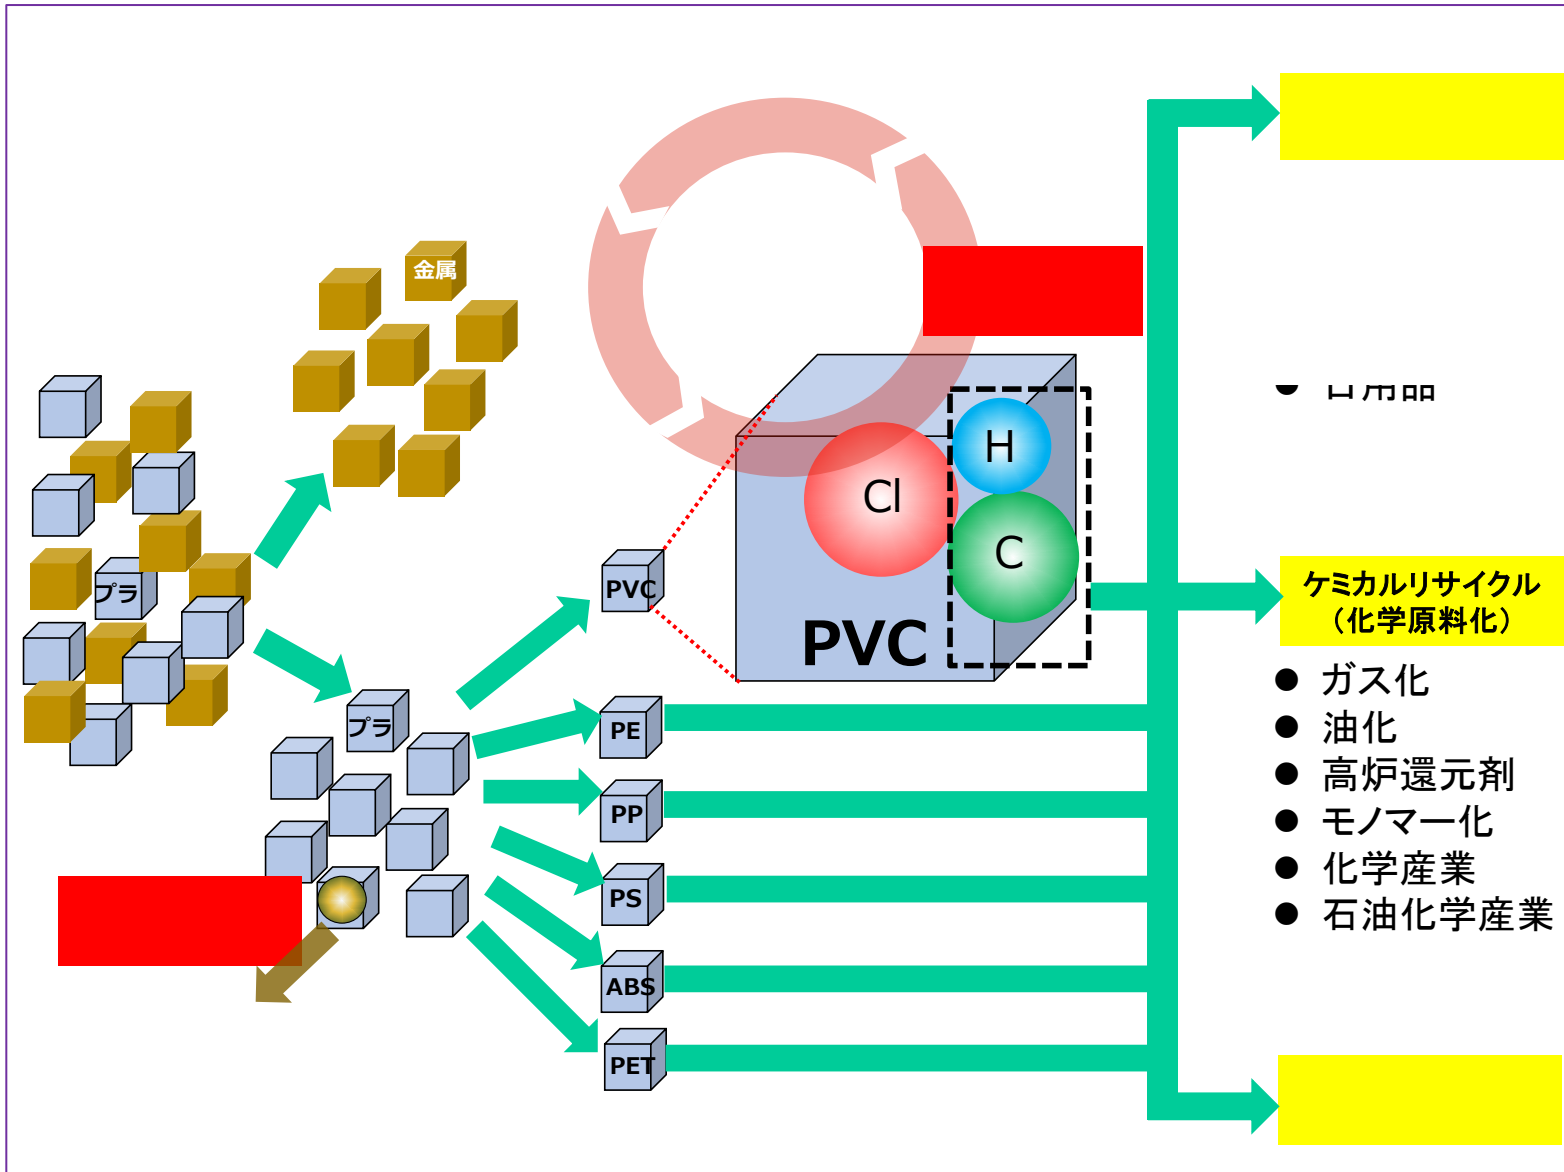 金属
プラ
プラ
PVC
PE
PP
PS
ABS
PET
Cl
H
C
PVC
ケミカルリサイクル
（化学原料化）
● ガス化
● 油化
● 高炉還元剤
● モノマー化
● 化学産業
● 石油化学産業